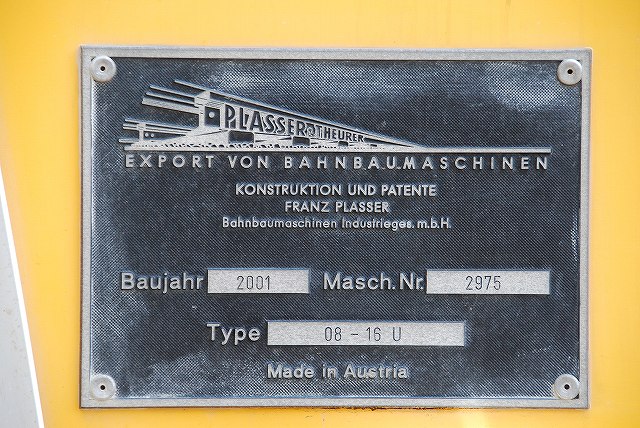 PLASSER & THEURER
EXPORT VON BAHNBAUMASCHINEN
KONSTRUKTION UND PATENTE
FRANZ PLASSER
Bahnbaumaschinen Industrieges. m.b.H.
Baujahr 2001 Masch.Nr. 2975
Type 08 - 16 U
Made in Austria